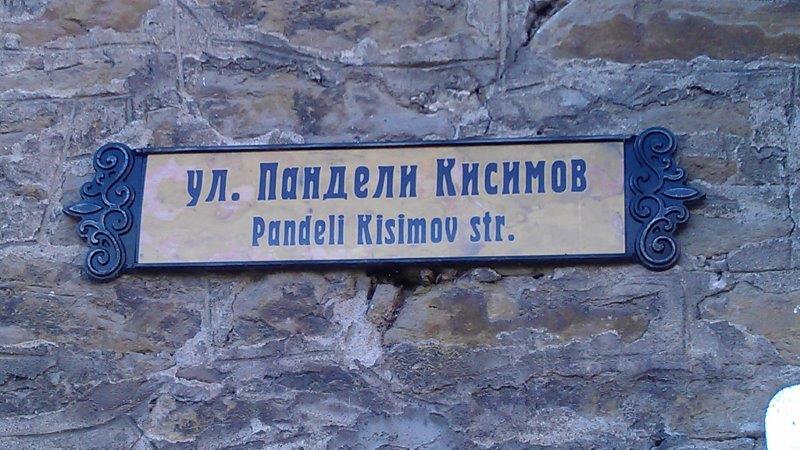 ул. Пандели Кисимов
Pandeli Kisimov str.